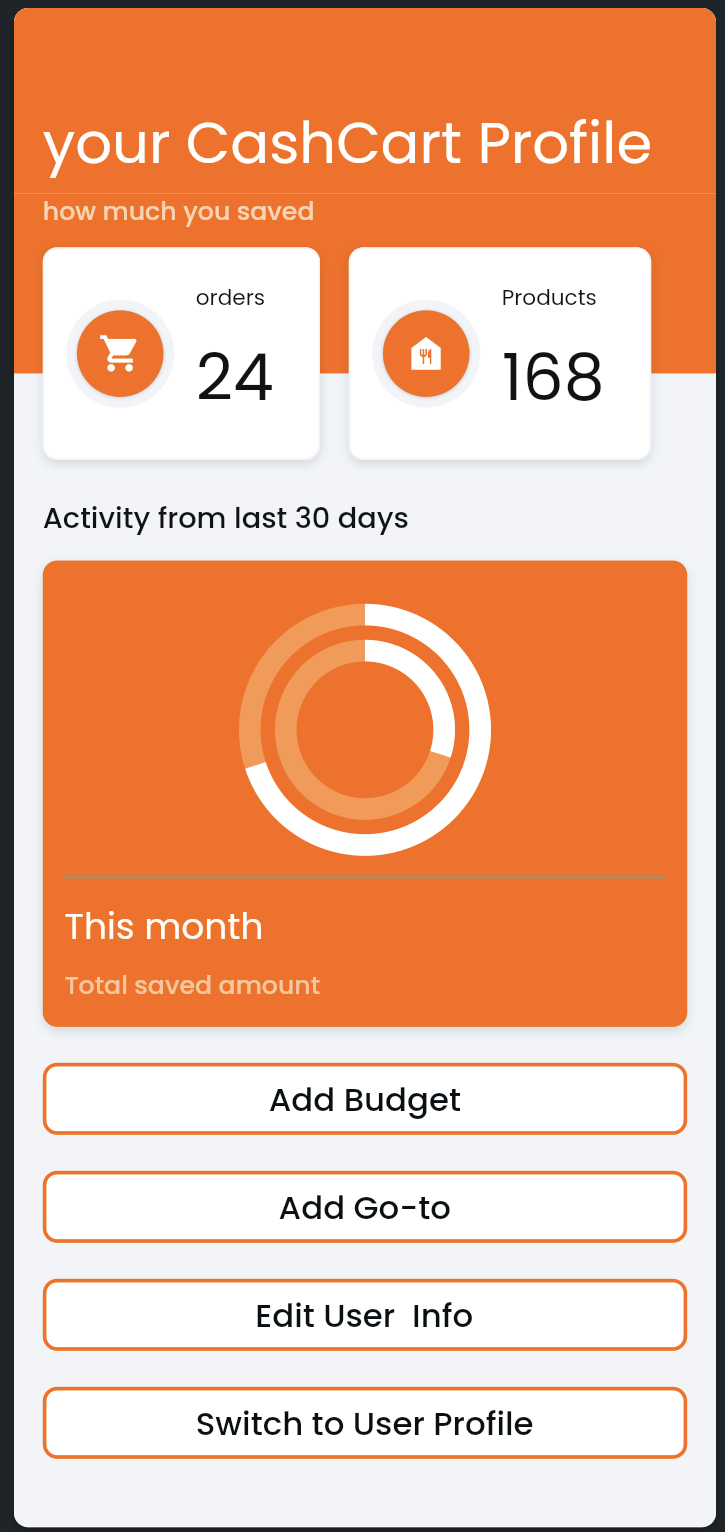 your CashCart Profile
how much you saved
orders
24
Products
168
Activity from last 30 days
This month
Total saved amount
Add Budget
Add Go-to
Edit User  Info
Switch to User Profile